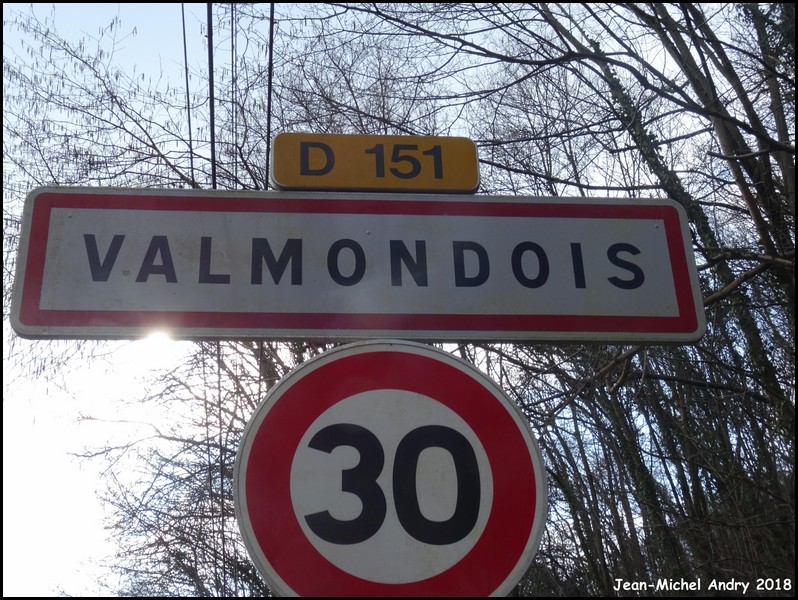 D 151
VALMONDOIS
30
Jean-Michel Andry 2018